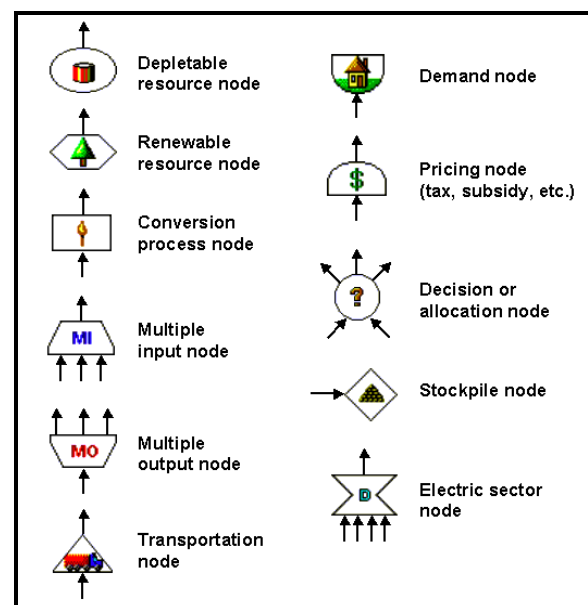 Depletable
resource node
Renewable
resource node
Conversion
process node
MI
Multiple
input node
MO
Multiple
output node
Transportation
node
Demand node
$
Pricing node
(tax, subsidy, etc.)
?
Decision or
allocation node
Stockpile node
D
Electric sector
node